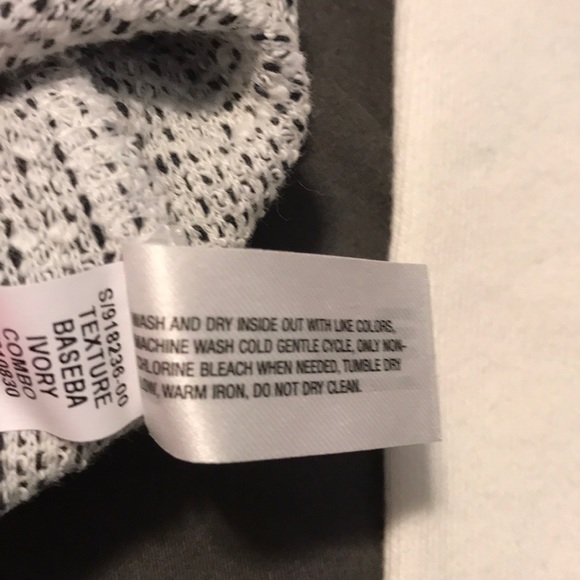 WASH AND DRY INSIDE OUT WITH LIKE COLORS,
MACHINE WASH COLD GENTLE CYCLE, ONLY NON-
CHLORINE BLEACH WHEN NEEDED, TUMBLE DRY
LOW, WARM IRON, DO NOT DRY CLEAN.
S/918236-00
TEXTURE
BASEBA
IVORY
COMBO